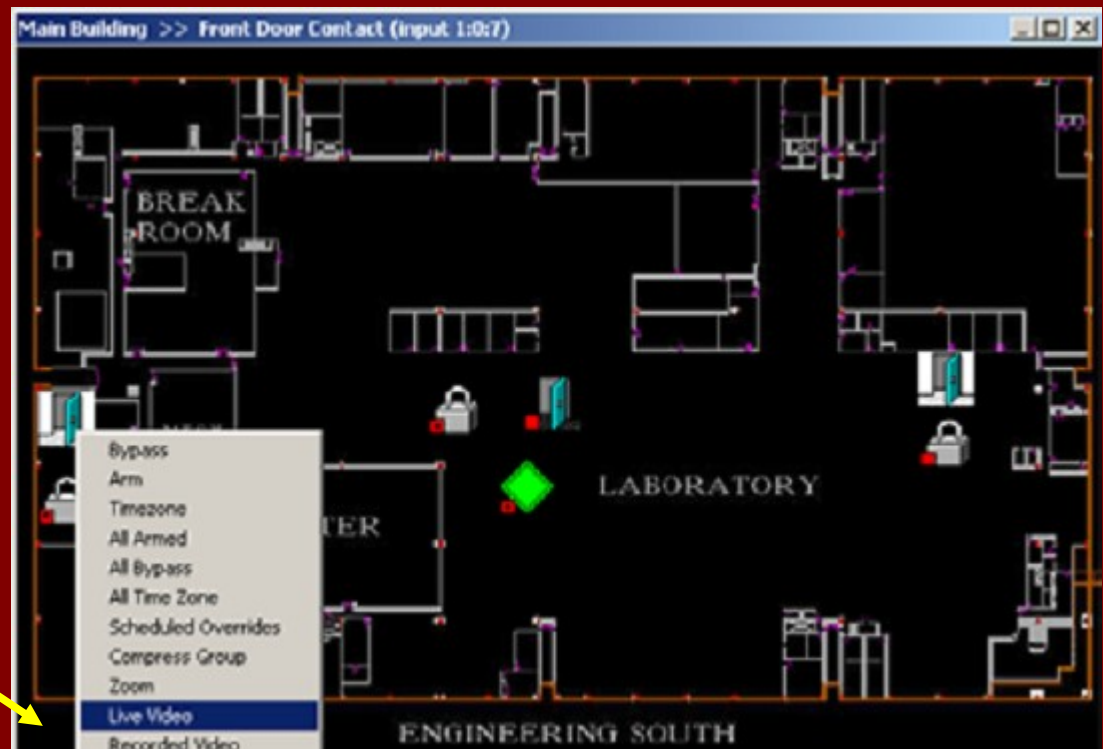 Main Building >> Front Door Contact (input 1:0:7)
BREAK
ROOM
Bypass
Arm
Timezone
All Armed
All Bypass
All Time Zone
Scheduled Overrides
Compress Group
Zoom
Live Video
Recorded Video
LABORATORY
ENGINEERING SOUTH